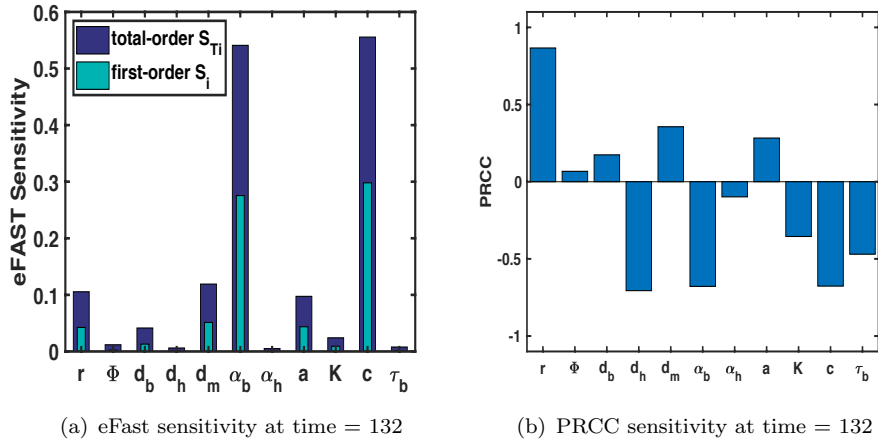 eFAST Sensitivity
0.6
0.5
0.4
0.3
0.2
0.1
0
total-order S_Ti
first-order S_i
r Φ d_b d_h d_m α_b α_h a K c τ_b
(a) eFast sensitivity at time = 132
PRCC
1
0.5
0
-0.5
-1
r Φ d_b d_h d_m α_b α_h a K c τ_b
(b) PRCC sensitivity at time = 132